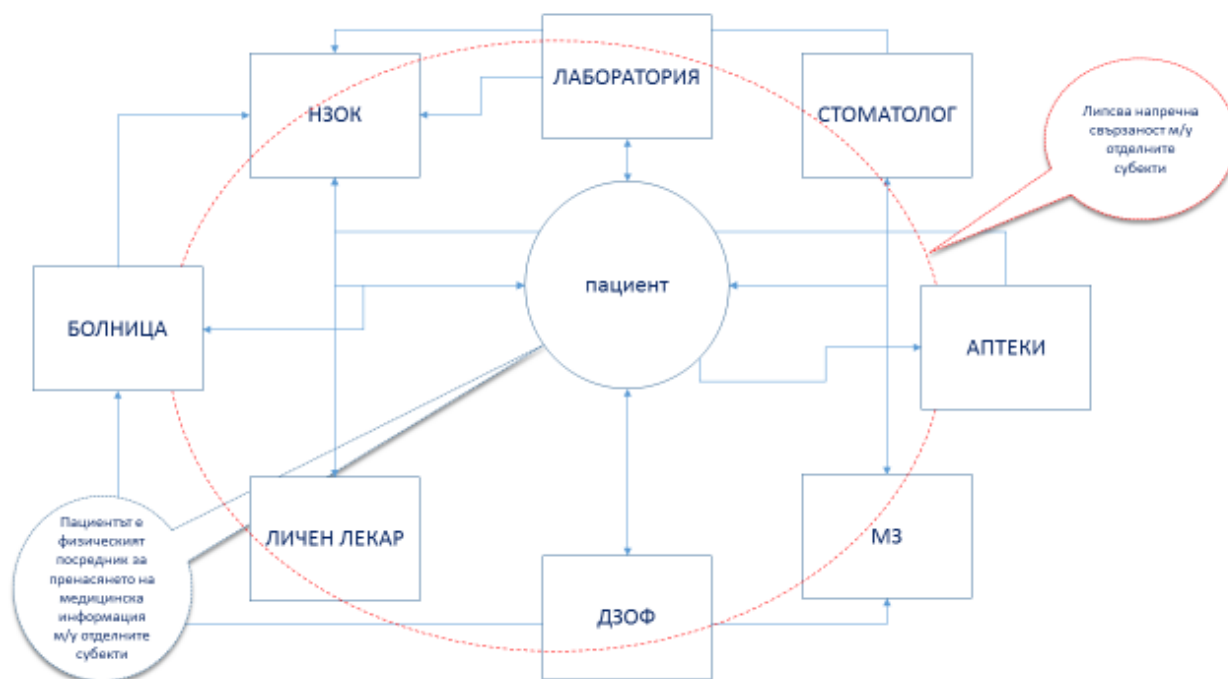 ЛАБОРАТОРИЯ
НЗОК
СТОМАТОЛОГ
Липсва напречна
свързаност м/у
отделните
субекти
пациент
БОЛНИЦА
АПТЕКИ
ЛИЧЕН ЛЕКАР
МЗ
ДЗОФ
Пациентът е
физическият
посредник за
пренасянето на
медицинска
информация
м/у отделните
субекти